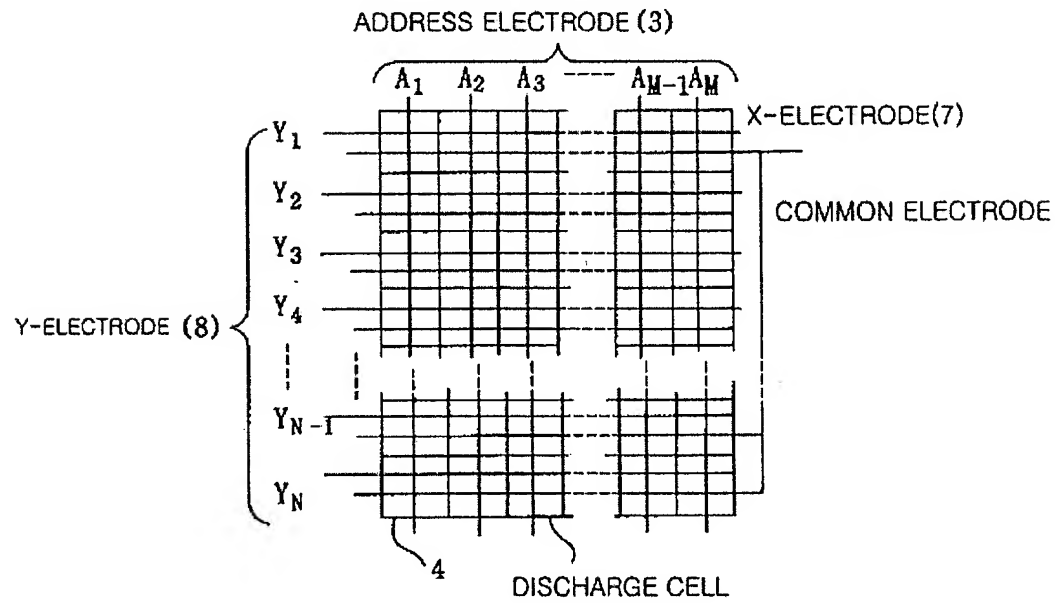 ADDRESS ELECTRODE (3)
A1 A2 A3 AM-1 AM
X-ELECTRODE(7)
Y1
Y2
COMMON ELECTRODE
Y3
Y4
Y-ELECTRODE (8)
YN-1
YN
4
DISCHARGE CELL